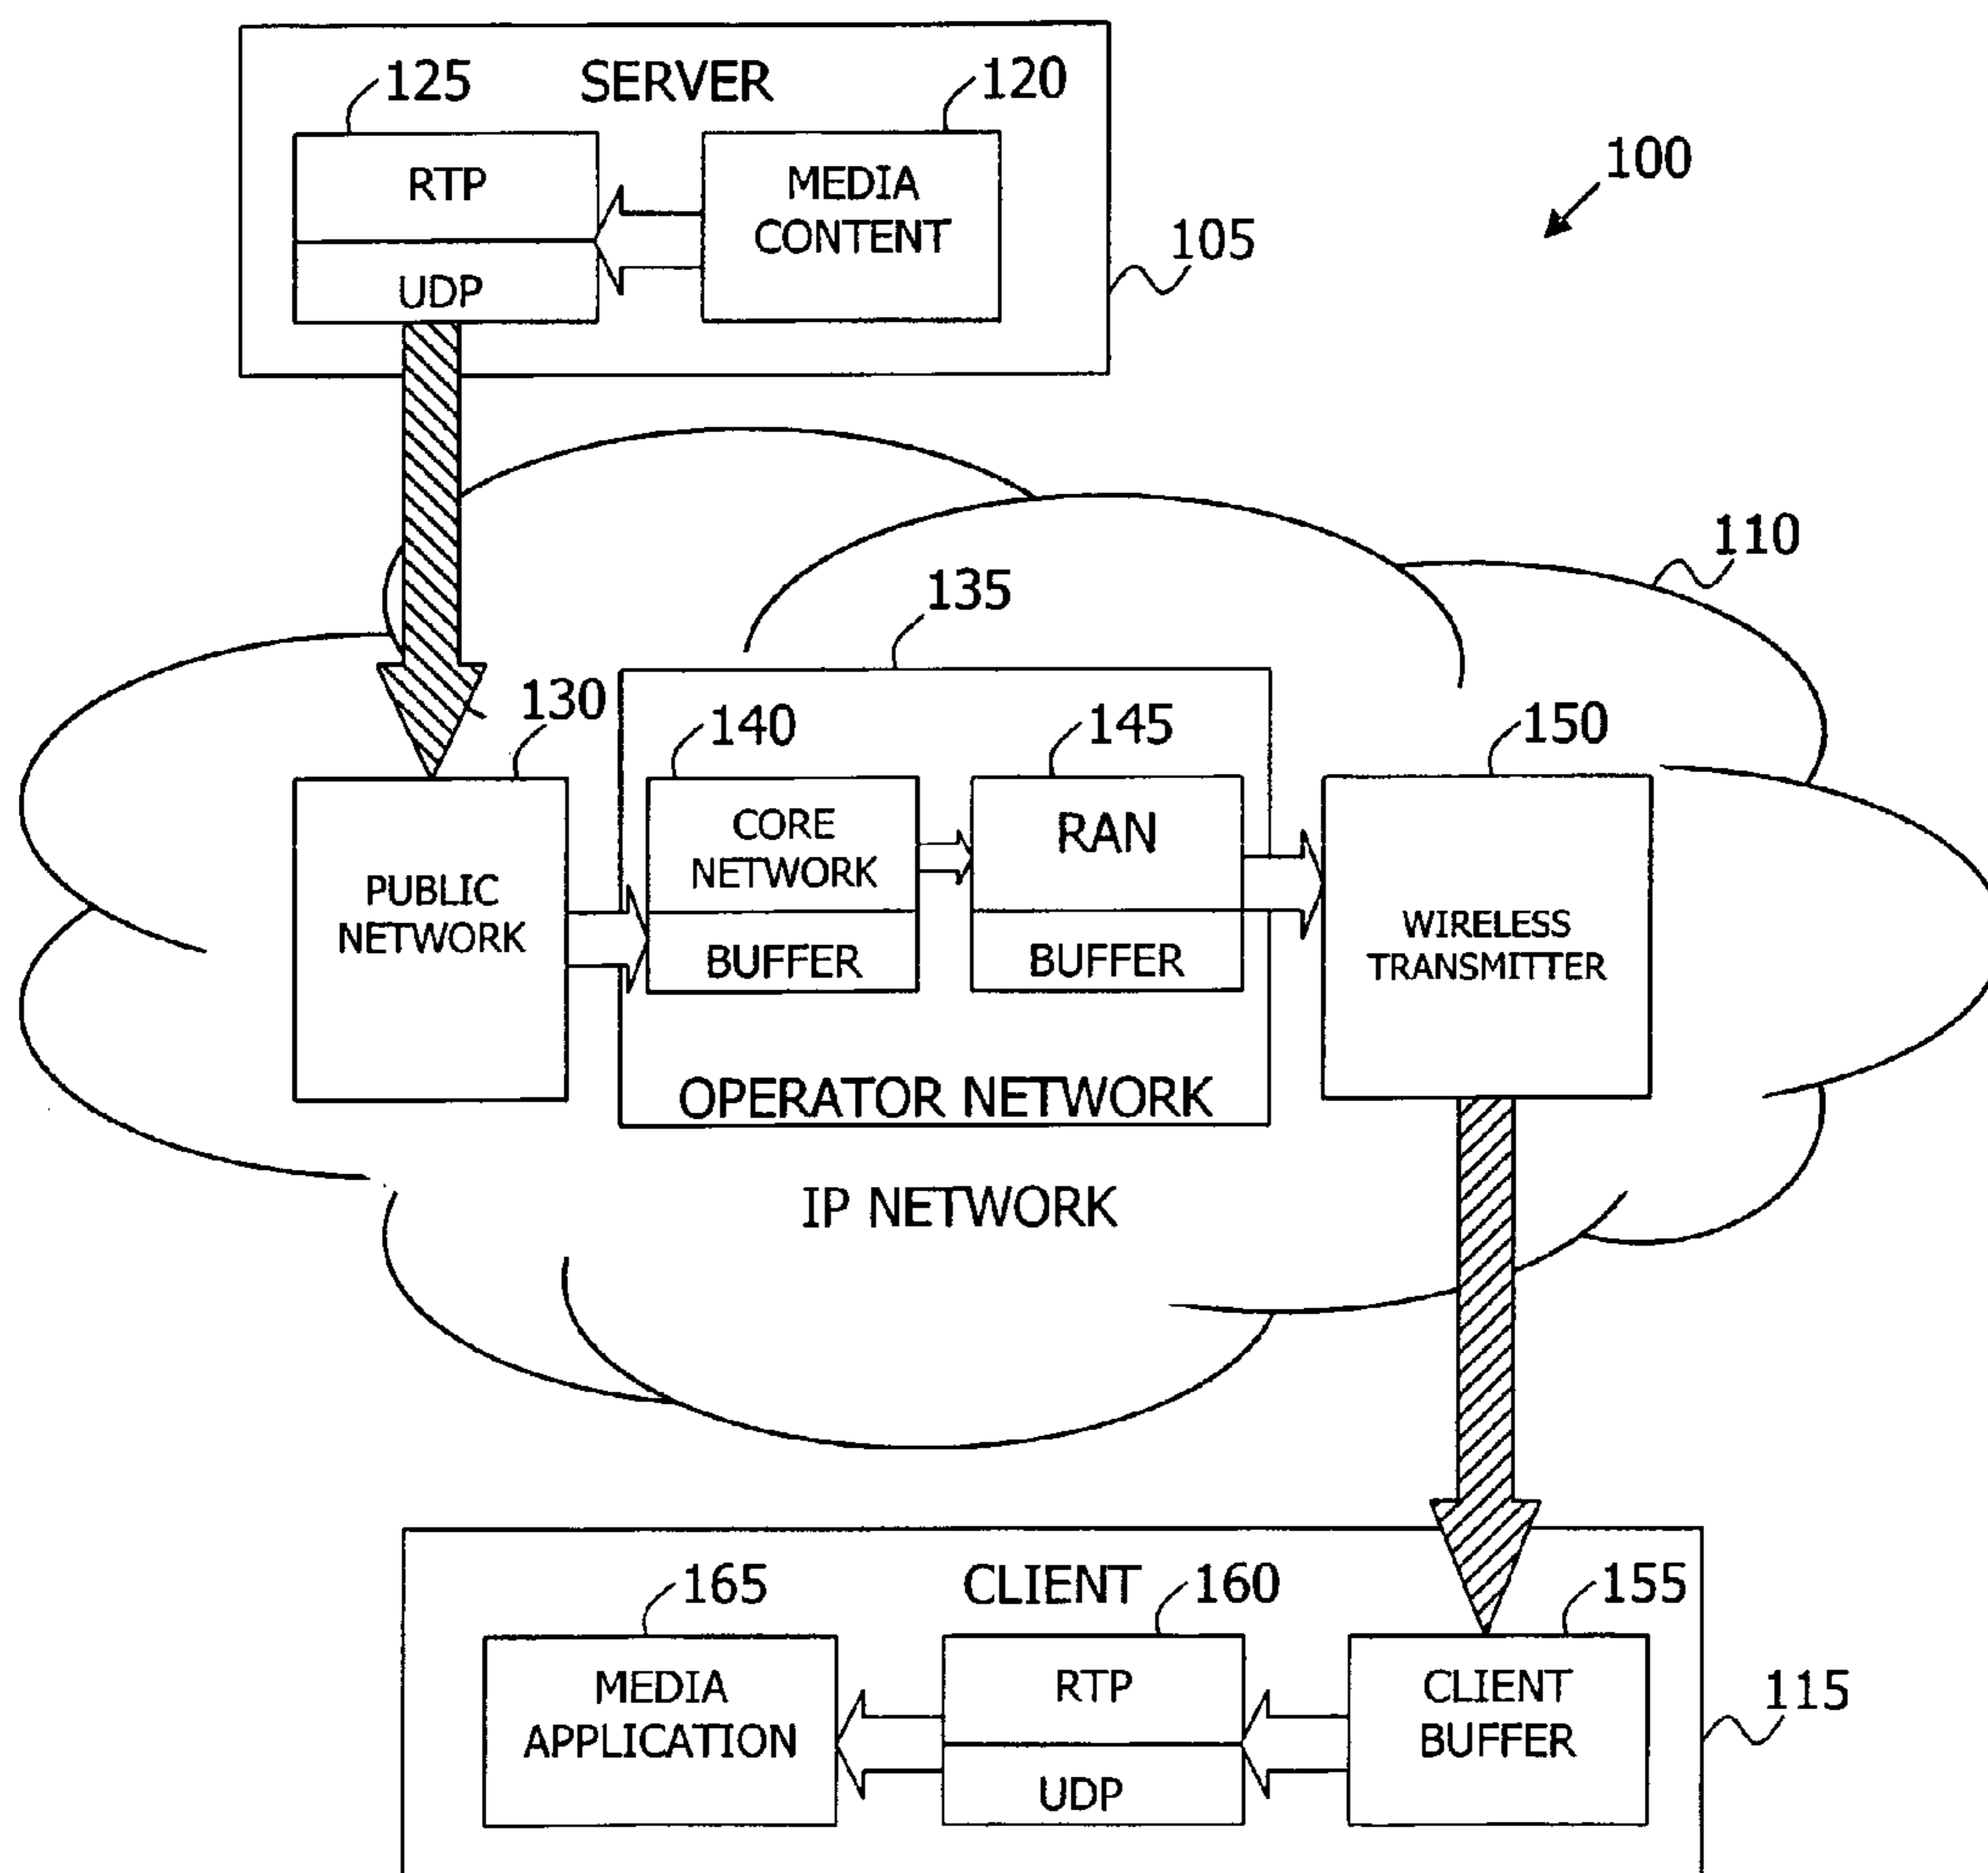 125
SERVER
120
RTP
UDP
MEDIA
CONTENT
100
105
110
135
130
140
145
150
PUBLIC
NETWORK
CORE
NETWORK
BUFFER
RAN
BUFFER
WIRELESS
TRANSMITTER
OPERATOR NETWORK
IP NETWORK
165
CLIENT
160
155
MEDIA
APPLICATION
RTP
UDP
CLIENT
BUFFER
115